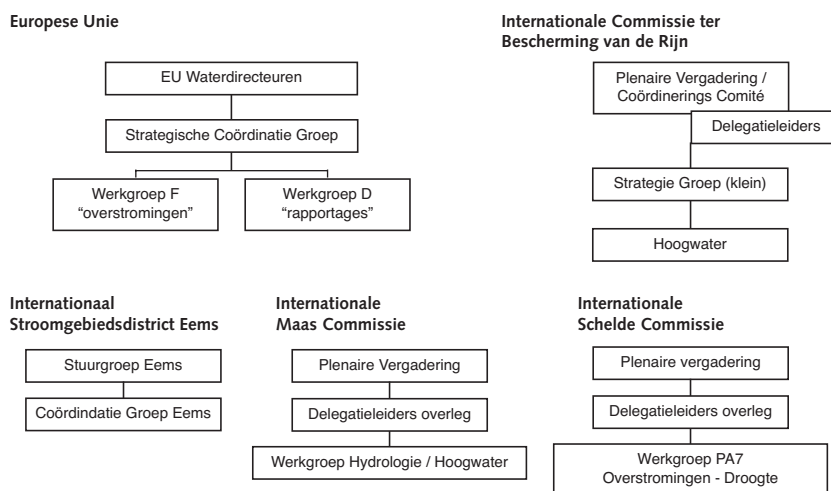 Europese Unie
EU Waterdirecteuren
Strategische Coördinatie Groep
Werkgroep F
“overstromingen”
Werkgroep D
“rapportages”
Internationale Commissie ter
Bescherming van de Rijn
Plenaire Vergadering /
Coördinerings Comité
Delegatieleiders
Strategie Groep (klein)
Hoogwater
Internationaal
Stroomgebiedsdistrict Eems
Stuurgroep Eems
Coördindatie Groep Eems
Internationale
Maas Commissie
Plenaire Vergadering
Delegatieleiders overleg
Werkgroep Hydrologie / Hoogwater
Internationale
Schelde Commissie
Plenaire vergadering
Delegatieleiders overleg
Werkgroep PA7
Overstromingen - Droogte